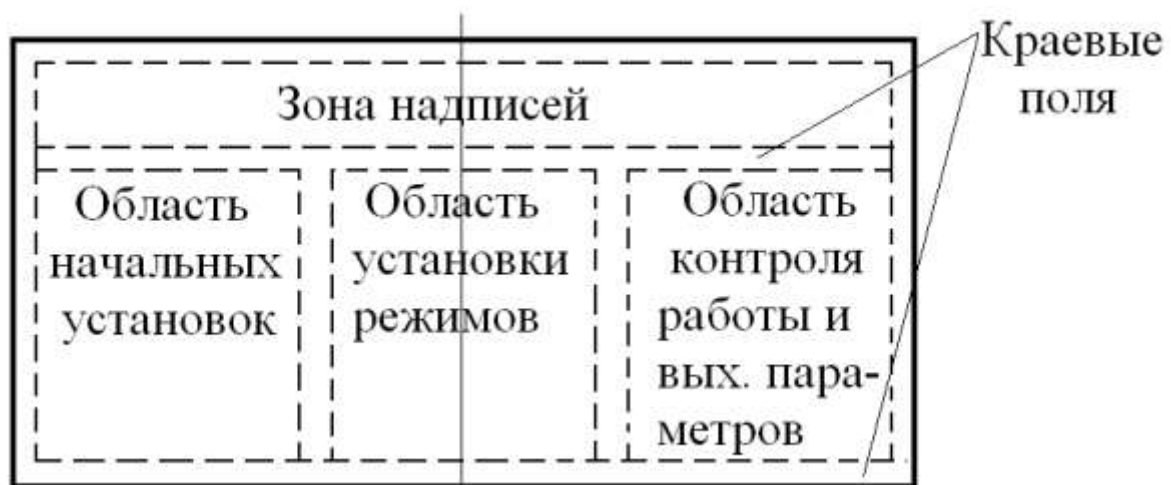 Краевые
поля
Зона надписей
Область
начальных
установок
Область
установки
режимов
Область
контроля
работы и
вых. пара-
метров